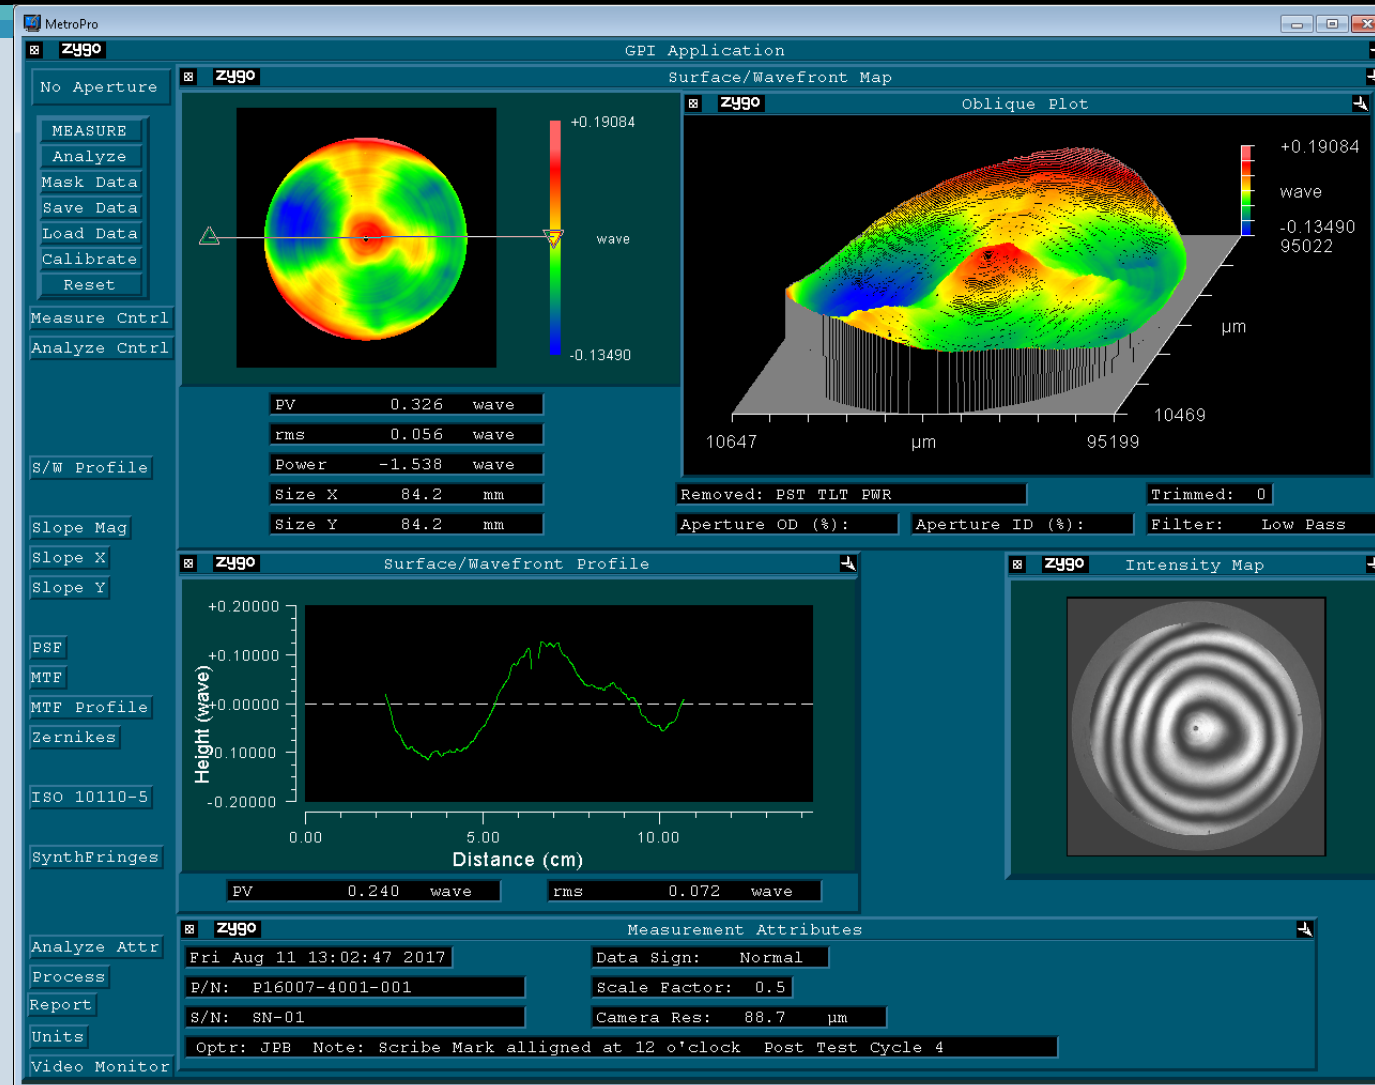 MetroPro
zygo GPI Application
No Aperture
MEASURE
Analyze
Mask Data
Save Data
Load Data
Calibrate
Reset
Measure Cntrl
Analyze Cntrl
S/W Profile
Slope Mag
Slope X
Slope Y
PSF
MTF
MTF Profile
Zernikes
ISO 10110-5
SynthFringes
Analyze Attr
Process
Report
Units
Video Monitor
zygo Surface/Wavefront Map
+0.19084
wave
-0.13490
PV 0.326 wave
rms 0.056 wave
Power -1.538 wave
Size X 84.2 mm
Size Y 84.2 mm
zygo Oblique Plot
+0.19084
wave
-0.13490
95022
µm
10469
10647 µm 95199
Removed: PST TLT PWR
Trimmed: 0
Aperture OD (%):
Aperture ID (%):
Filter: Low Pass
zygo Surface/Wavefront Profile
+0.20000
+0.10000
+0.00000
-0.10000
-0.20000
Height (wave)
0.00 5.00 10.00
Distance (cm)
PV 0.240 wave
rms 0.072 wave
zygo Intensity Map
zygo Measurement Attributes
Fri Aug 11 13:02:47 2017
Data Sign: Normal
P/N: P16007-4001-001
Scale Factor: 0.5
S/N: SN-01
Camera Res: 88.7 µm
Optr: JPB Note: Scribe Mark alligned at 12 o'clock Post Test Cycle 4